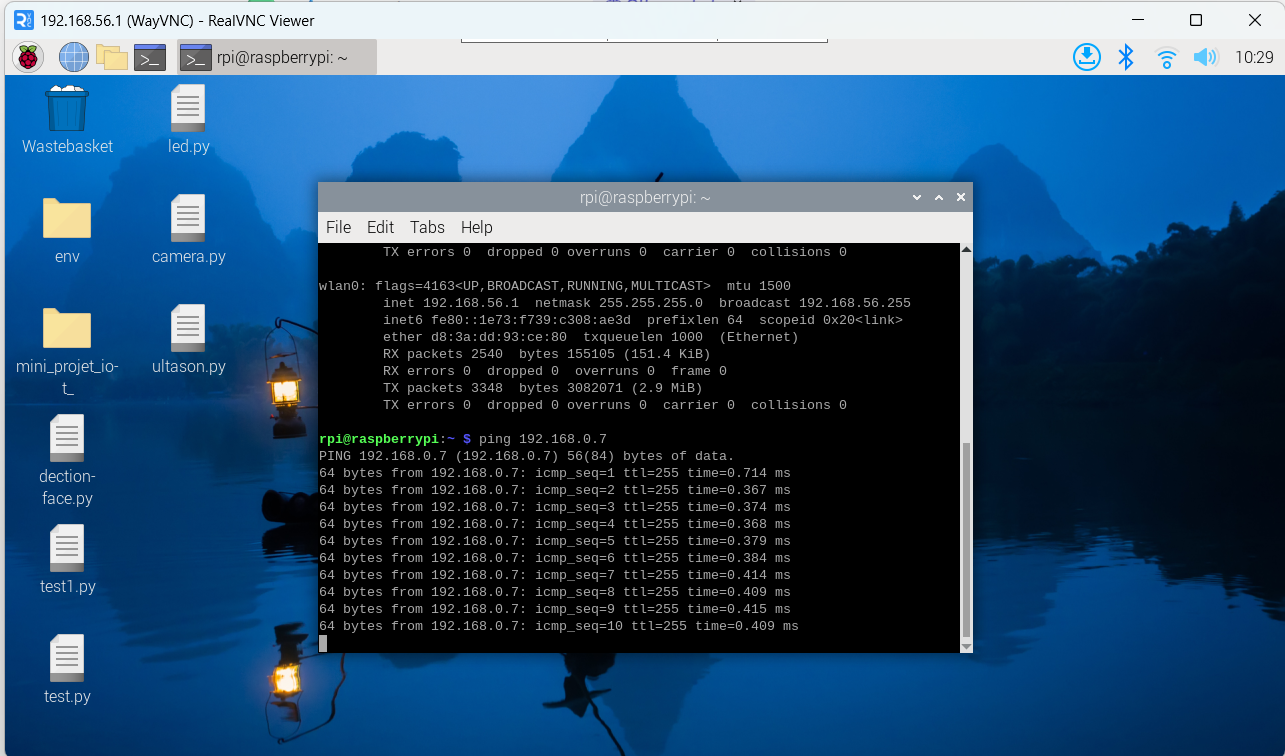 192.168.56.1 (WayVNC) - RealVNC Viewer
rpi@raspberrypi: ~
10:29
Wastebasket
led.py
env
camera.py
mini_projet_io-
t_
ultason.py
dection-
face.py
test1.py
test.py
rpi@raspberrypi: ~
File Edit Tabs Help
TX errors 0 dropped 0 overruns 0 carrier 0 collisions 0
wlan0: flags=4163<UP,BROADCAST,RUNNING,MULTICAST> mtu 1500
inet 192.168.56.1 netmask 255.255.255.0 broadcast 192.168.56.255
inet6 fe80::1e73:f739:c308:ae3d prefixlen 64 scopeid 0x20<link>
ether d8:3a:dd:93:ce:80 txqueuelen 1000 (Ethernet)
RX packets 2540 bytes 155105 (151.4 KiB)
RX errors 0 dropped 0 overruns 0 frame 0
TX packets 3348 bytes 3082071 (2.9 MiB)
TX errors 0 dropped 0 overruns 0 carrier 0 collisions 0
rpi@raspberrypi:~ $ ping 192.168.0.7
PING 192.168.0.7 (192.168.0.7) 56(84) bytes of data.
64 bytes from 192.168.0.7: icmp_seq=1 ttl=255 time=0.714 ms
64 bytes from 192.168.0.7: icmp_seq=2 ttl=255 time=0.367 ms
64 bytes from 192.168.0.7: icmp_seq=3 ttl=255 time=0.374 ms
64 bytes from 192.168.0.7: icmp_seq=4 ttl=255 time=0.368 ms
64 bytes from 192.168.0.7: icmp_seq=5 ttl=255 time=0.379 ms
64 bytes from 192.168.0.7: icmp_seq=6 ttl=255 time=0.384 ms
64 bytes from 192.168.0.7: icmp_seq=7 ttl=255 time=0.414 ms
64 bytes from 192.168.0.7: icmp_seq=8 ttl=255 time=0.409 ms
64 bytes from 192.168.0.7: icmp_seq=9 ttl=255 time=0.415 ms
64 bytes from 192.168.0.7: icmp_seq=10 ttl=255 time=0.409 ms